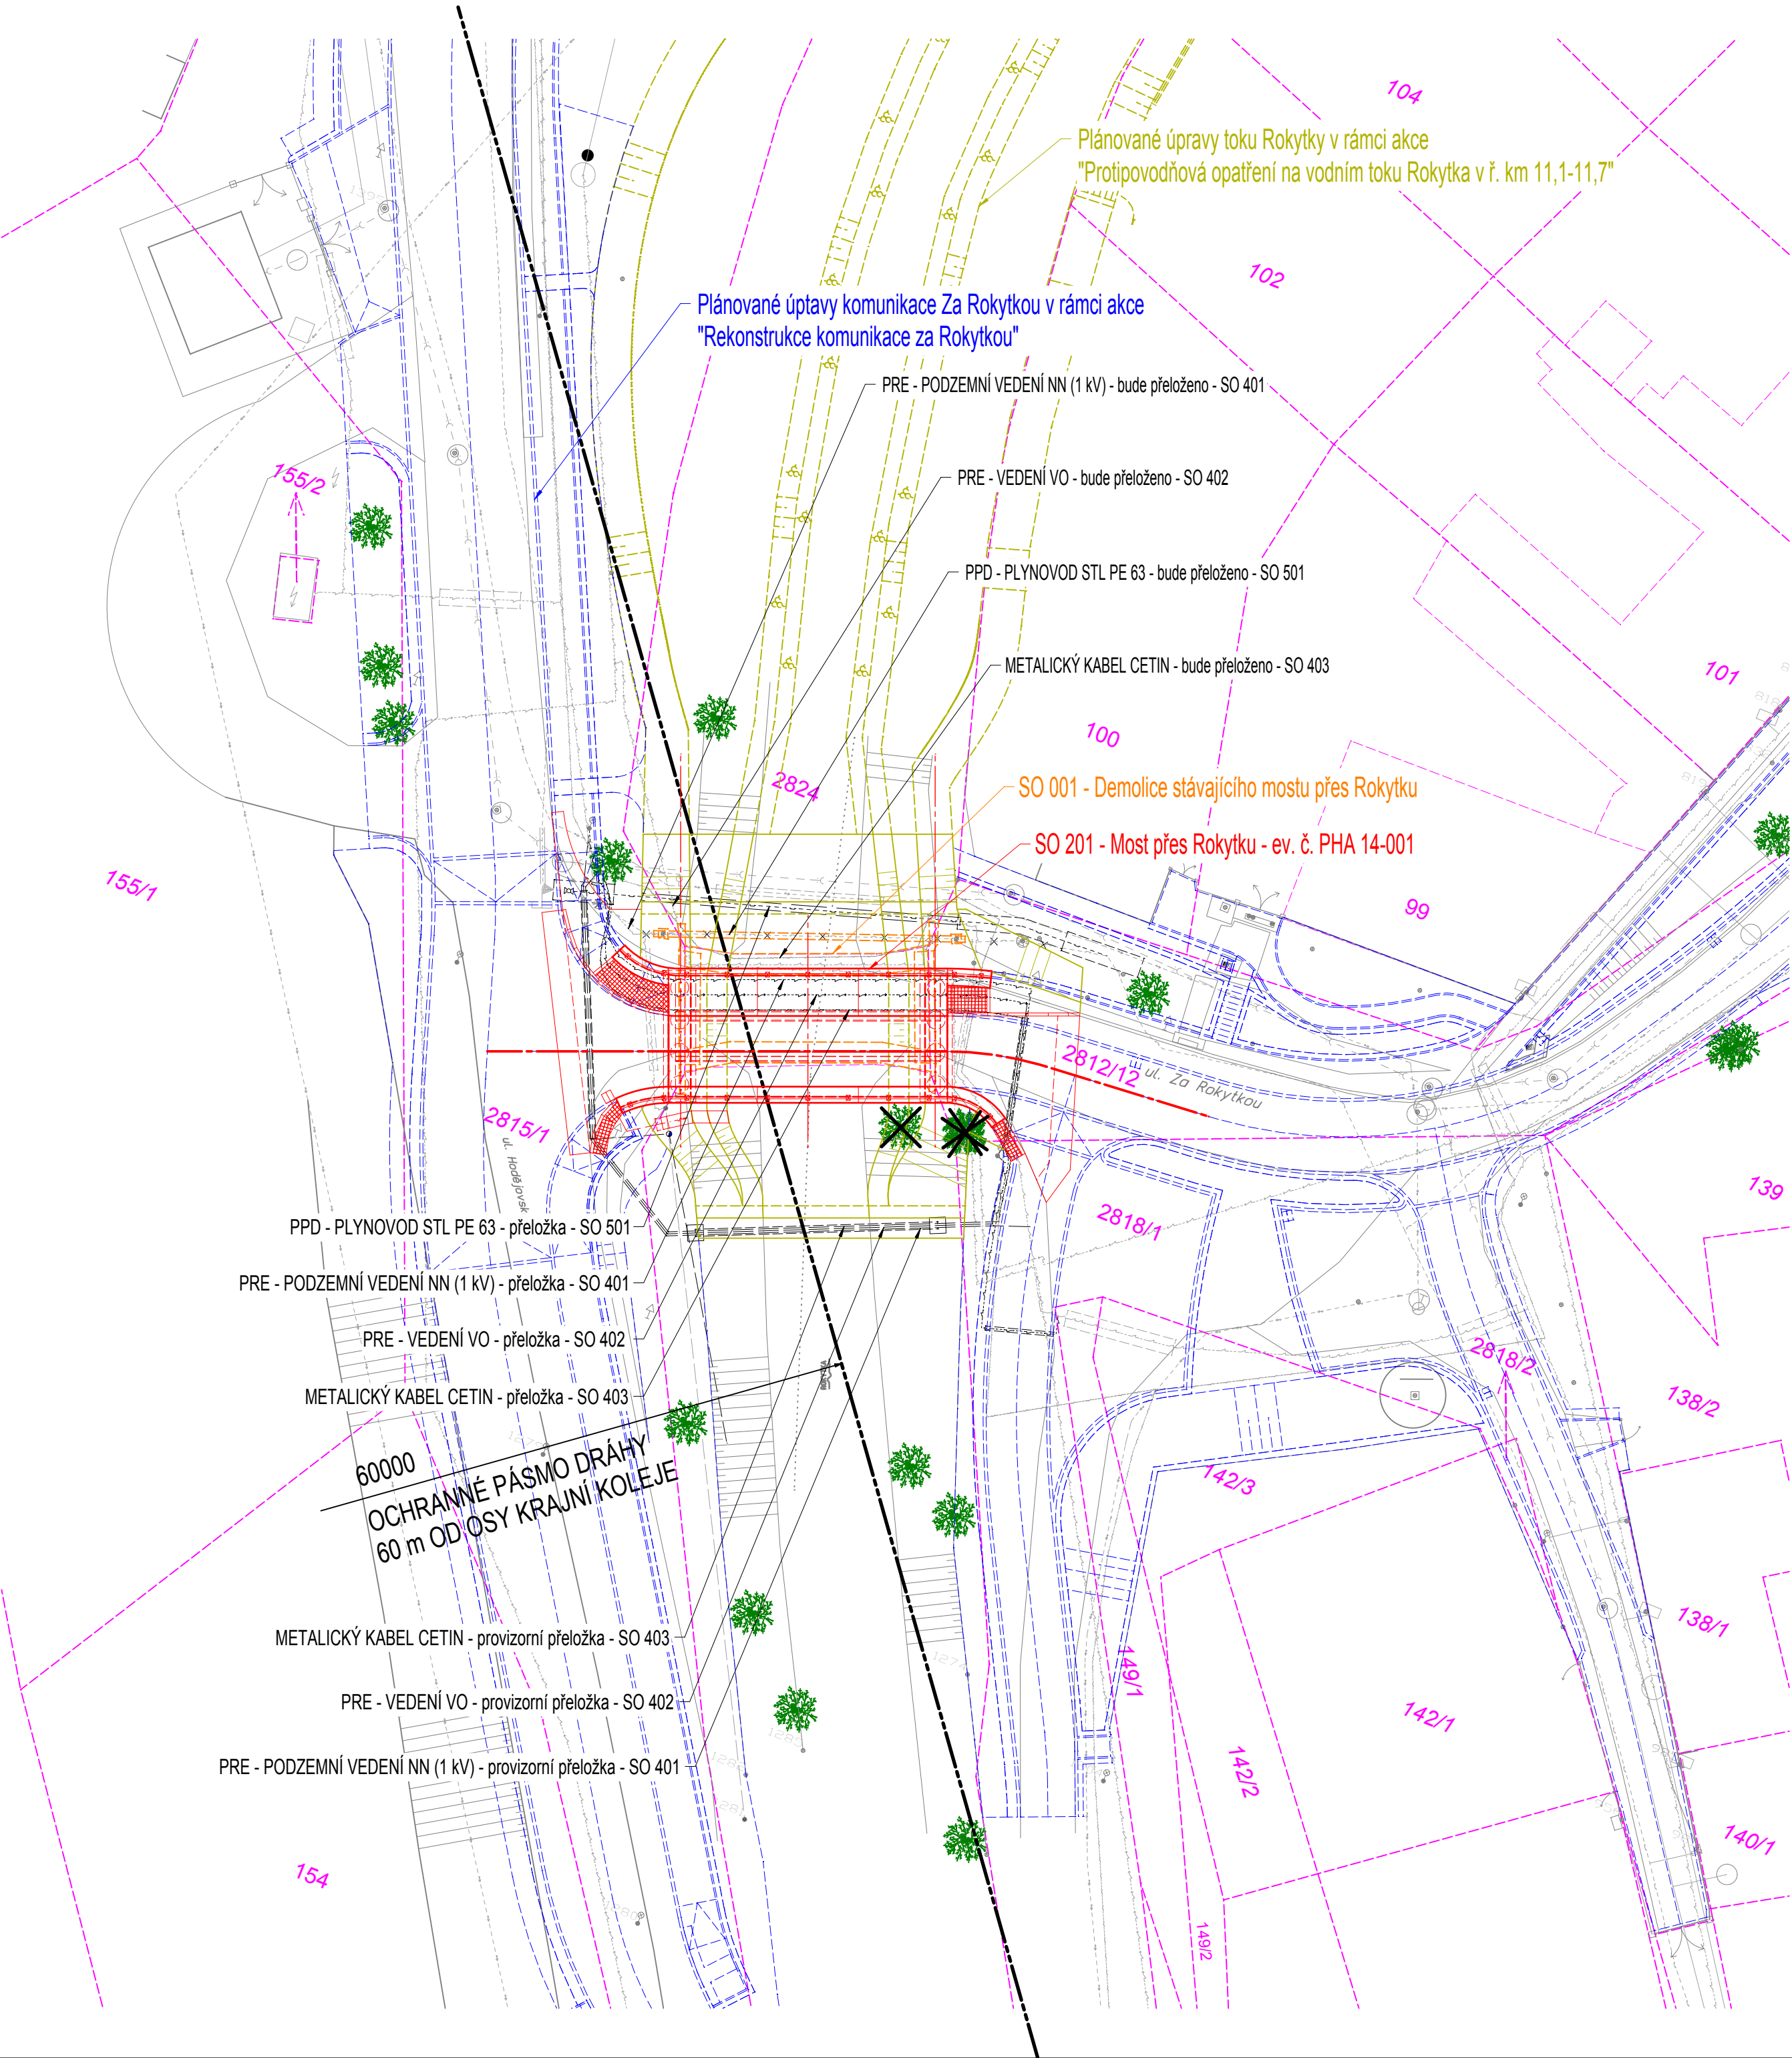 104
Plánované úpravy toku Rokytky v rámci akce
"Protipovodňová opatření na vodním toku Rokytka v ř. km 11,1-11,7"
102
Plánované úptavy komunikace Za Rokytkou v rámci akce
"Rekonstrukce komunikace za Rokytkou"
PRE - PODZEMNÍ VEDENÍ NN (1 kV) - bude přeloženo - SO 401
155/2
PRE - VEDENÍ VO - bude přeloženo - SO 402
PPD - PLYNOVOD STL PE 63 - bude přeloženo - SO 501
METALICKÝ KABEL CETIN - bude přeloženo - SO 403
101
100
2824
SO 001 - Demolice stávajícího mostu přes Rokytku
SO 201 - Most přes Rokytku - ev. č. PHA 14-001
155/1
99
2812/12
ul. Za Rokytkou
2815/1
139
2818/1
PPD - PLYNOVOD STL PE 63 - přeložka - SO 501
PRE - PODZEMNÍ VEDENÍ NN (1 kV) - přeložka - SO 401
PRE - VEDENÍ VO - přeložka - SO 402
2818/2
METALICKÝ KABEL CETIN - přeložka - SO 403
138/2
60000
OCHRANNÉ PÁSMO DRÁHY
60 m OD OSY KRAJNÍ KOLEJE
142/3
138/1
METALICKÝ KABEL CETIN - provizorní přeložka - SO 403
149/1
PRE - VEDENÍ VO - provizorní přeložka - SO 402
142/1
PRE - PODZEMNÍ VEDENÍ NN (1 kV) - provizorní přeložka - SO 401
142/2
140/1
154
149/2